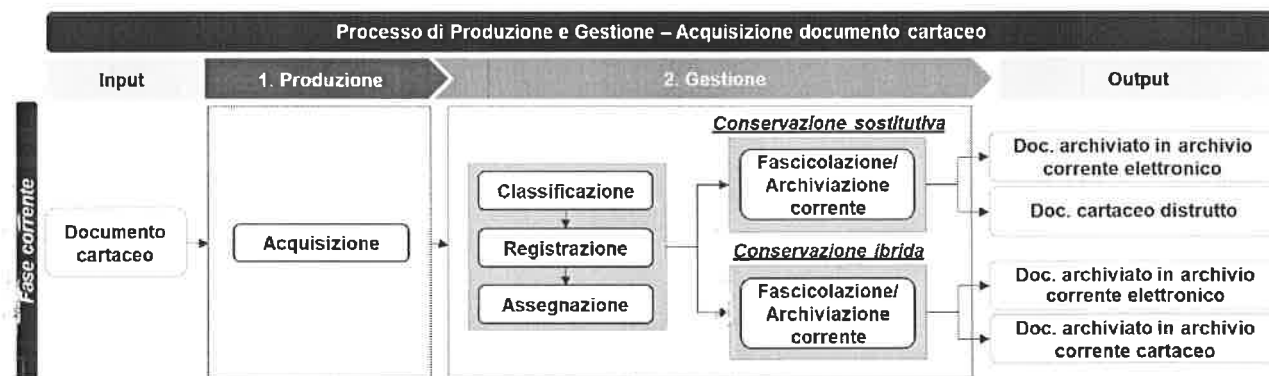 Processo di Produzione e Gestione – Acquisizione documento cartaceo
Input
1. Produzione
2. Gestione
Output
Fase corrente
Documento
cartaceo
Acquisizione
Classificazione
Registrazione
Assegnazione
Conservazione sostitutiva
Fascicolazione/
Archiviazione
corrente
Conservazione ibrida
Fascicolazione/
Archiviazione
corrente
Doc. archiviato in archivio
corrente elettronico
Doc. cartaceo distrutto
Doc. archiviato in archivio
corrente elettronico
Doc. archiviato in archivio
corrente cartaceo